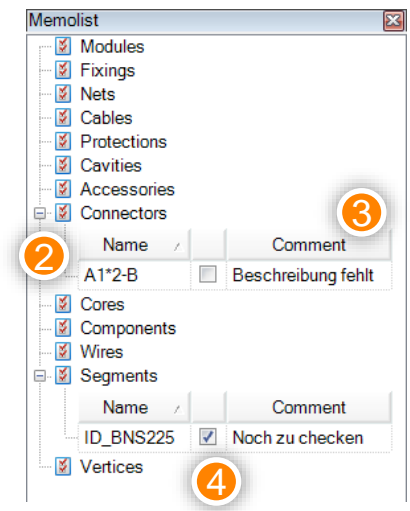 Memolist
Modules
Fixings
Nets
Cables
Protections
Cavities
Accessories
Connectors
3
2
Name Comment
A1*2-B Beschreibung fehlt
Cores
Components
Wires
Segments
Name Comment
ID_BNS225 Noch zu checken
Vertices
4